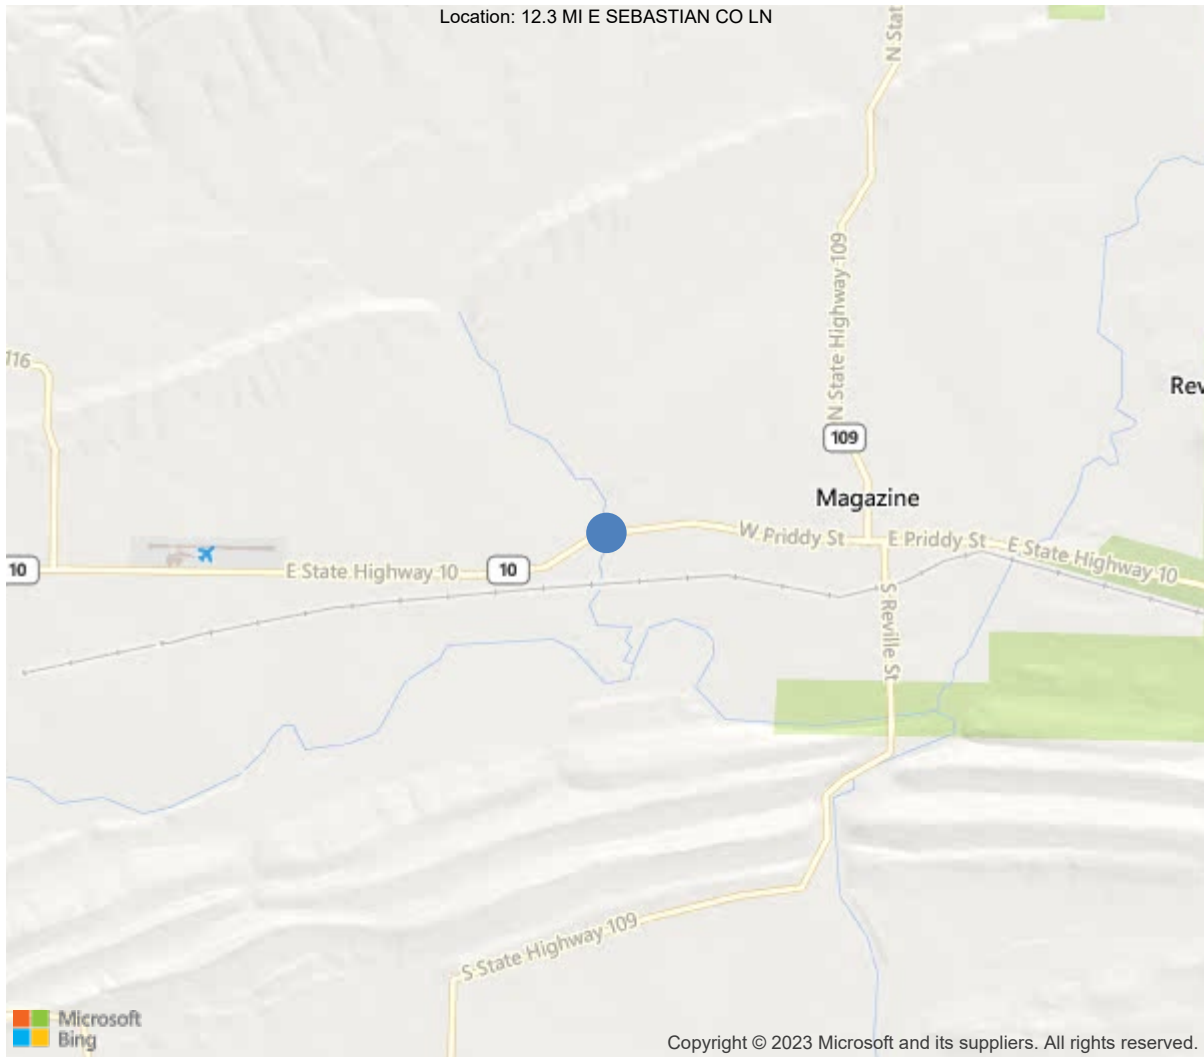 Location: 12.3 MI E SEBASTIAN CO LN
N Stat
N State Highway 109
116
Rev
109
Magazine
W Priddy St
E Priddy St
E State Highway 10
10
E State Highway 10
10
S Reville St
S State Highway 109
Microsoft
Bing
Copyright © 2023 Microsoft and its suppliers. All rights reserved.